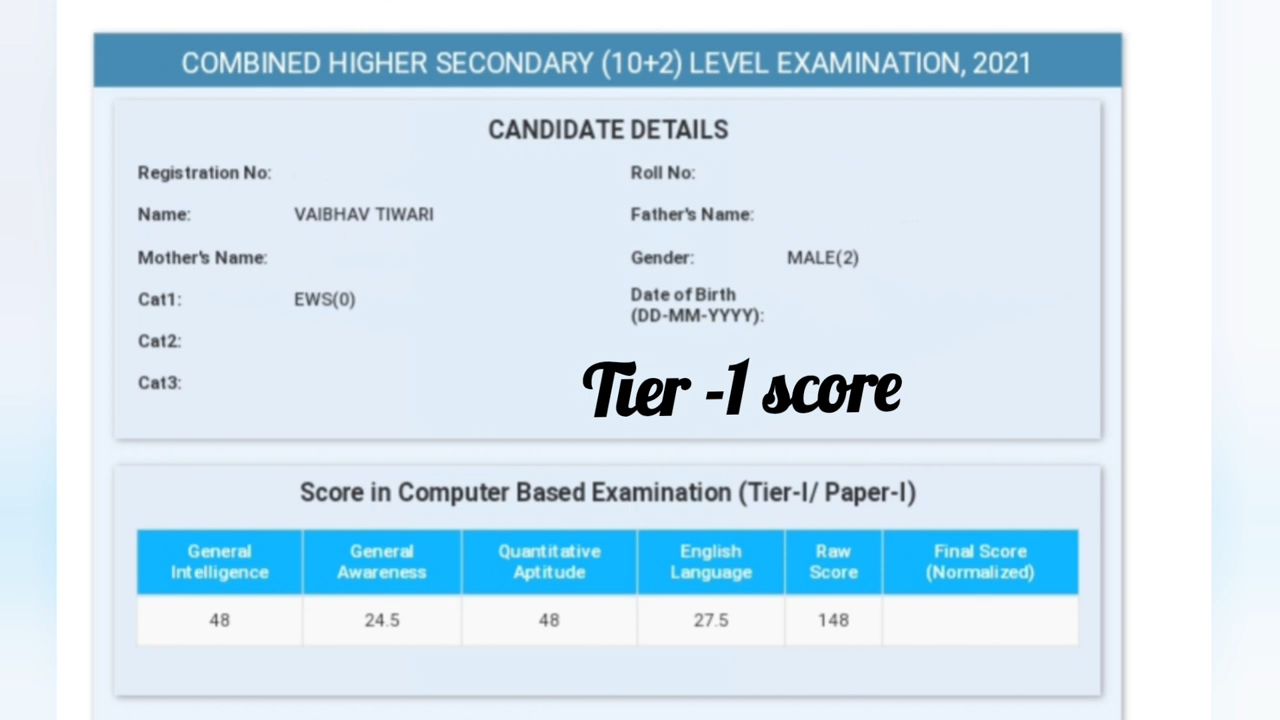 COMBINED HIGHER SECONDARY (10+2) LEVEL EXAMINATION, 2021
CANDIDATE DETAILS
Registration No:
Roll No:
Name: VAIBHAV TIWARI
Father's Name:
Mother's Name:
Gender: MALE(2)
Cat1: EWS(0)
Date of Birth
(DD-MM-YYYY):
Cat2:
Cat3:
Tier -1 score
Score in Computer Based Examination (Tier-I/ Paper-I)
General Intelligence General Awareness Quantitative Aptitude English Language Raw Score Final Score (Normalized)
48 24.5 48 27.5 148